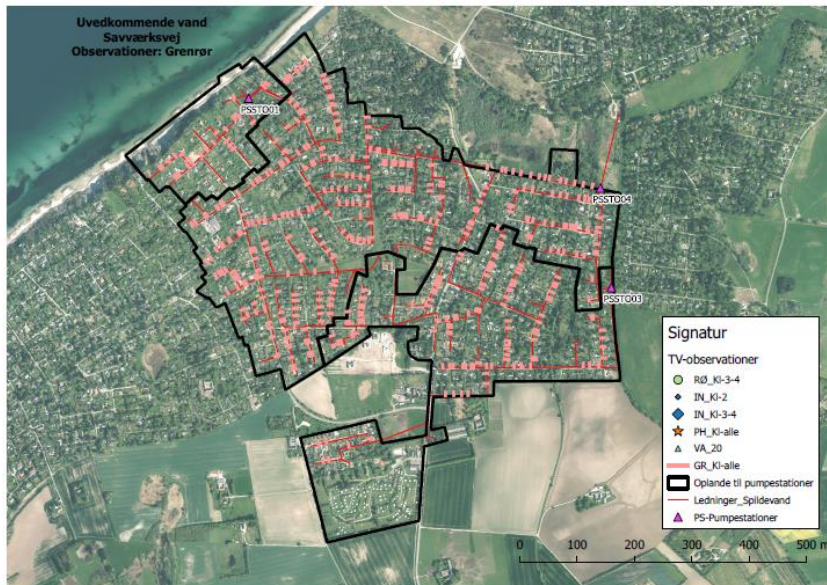 Uvedkommende vand
Savværksvej
Observationer: Grenrør
PSSTO01
PSSTO04
PSSTO03
Signatur
TV-observationer
RØ_Kl-3-4
IN_Kl-2
IN_Kl-3-4
PH_Kl-alle
VA_20
GR_Kl-alle
Oplande til pumpestationer
Ledninger_Spildevand
PS-Pumpestationer
0 100 200 300 400 500 m